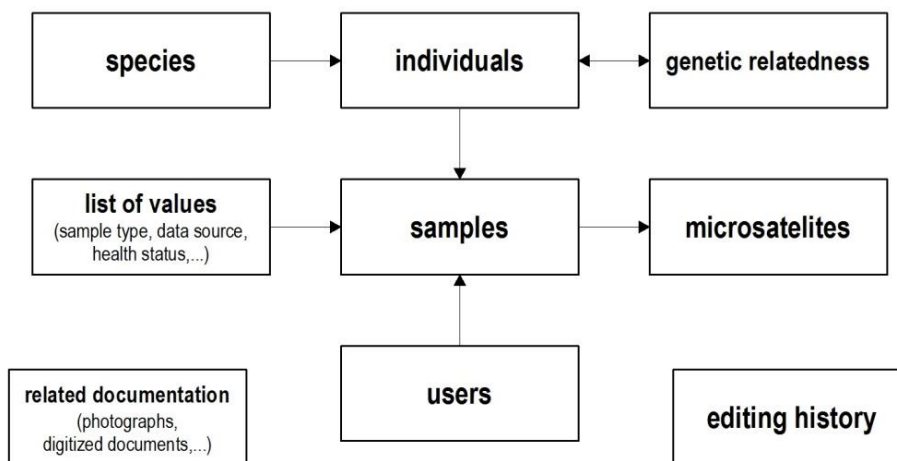 species
individuals
genetic relatedness
list of values
(sample type, data source,
health status,...)
samples
microsatelites
related documentation
(photographs,
digitized documents,...)
users
editing history